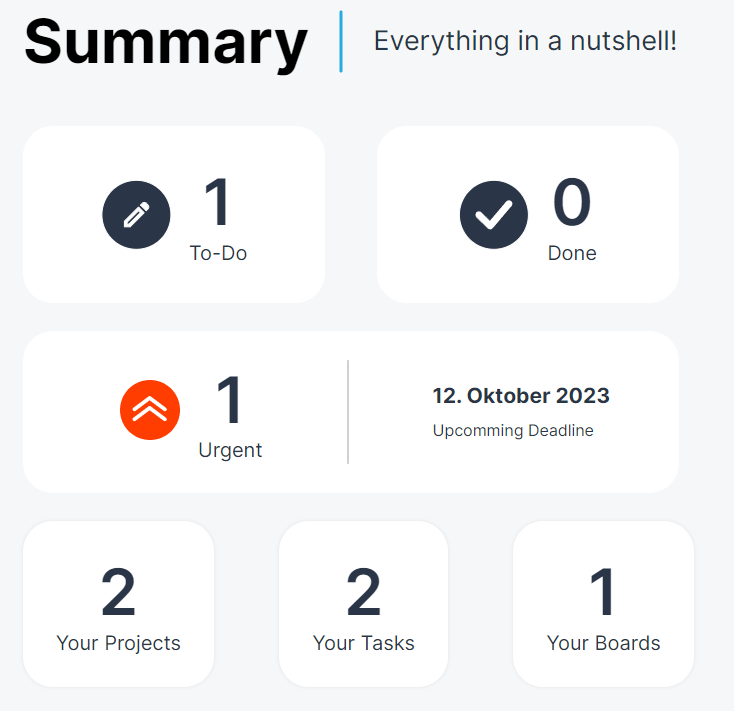 Summary
Everything in a nutshell!
1
To-Do
0
Done
1
Urgent
12. Oktober 2023
Upcomming Deadline
2
Your Projects
2
Your Tasks
1
Your Boards